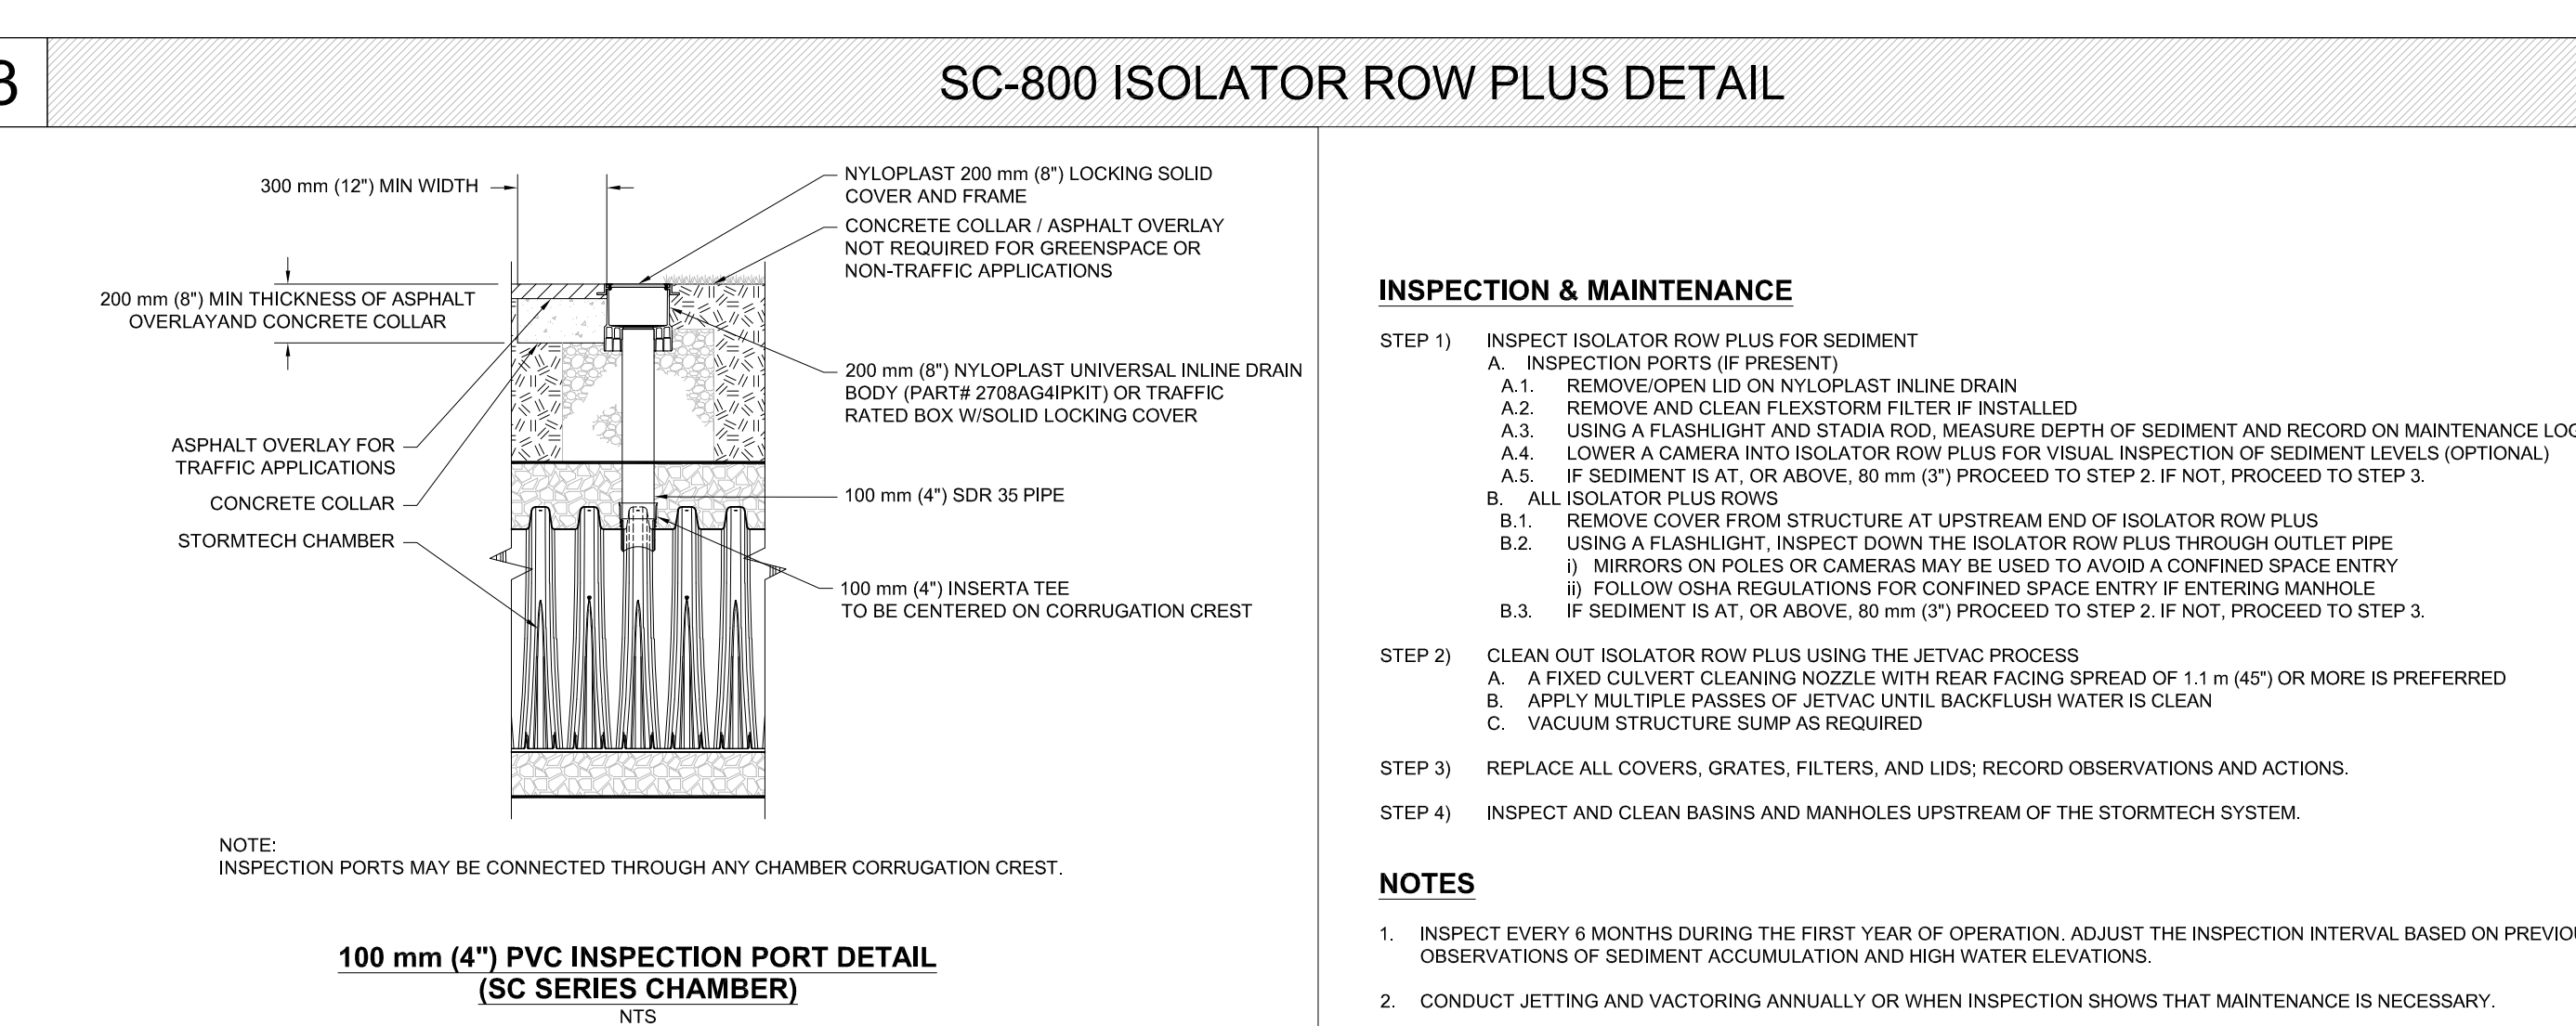 3
SC-800 ISOLATOR ROW PLUS DETAIL
300 mm (12") MIN WIDTH
200 mm (8") MIN THICKNESS OF ASPHALT
OVERLAYAND CONCRETE COLLAR
ASPHALT OVERLAY FOR
TRAFFIC APPLICATIONS
CONCRETE COLLAR
STORMTECH CHAMBER
NYLOPLAST 200 mm (8") LOCKING SOLID
COVER AND FRAME
CONCRETE COLLAR / ASPHALT OVERLAY
NOT REQUIRED FOR GREENSPACE OR
NON-TRAFFIC APPLICATIONS
200 mm (8") NYLOPLAST UNIVERSAL INLINE DRAIN
BODY (PART# 2708AG4IPKIT) OR TRAFFIC
RATED BOX W/SOLID LOCKING COVER
100 mm (4") SDR 35 PIPE
100 mm (4") INSERTA TEE
TO BE CENTERED ON CORRUGATION CREST
NOTE:
INSPECTION PORTS MAY BE CONNECTED THROUGH ANY CHAMBER CORRUGATION CREST.
100 mm (4") PVC INSPECTION PORT DETAIL
(SC SERIES CHAMBER)
NTS
INSPECTION & MAINTENANCE
STEP 1) INSPECT ISOLATOR ROW PLUS FOR SEDIMENT
A. INSPECTION PORTS (IF PRESENT)
A.1. REMOVE/OPEN LID ON NYLOPLAST INLINE DRAIN
A.2. REMOVE AND CLEAN FLEXSTORM FILTER IF INSTALLED
A.3. USING A FLASHLIGHT AND STADIA ROD, MEASURE DEPTH OF SEDIMENT AND RECORD ON MAINTENANCE LOG
A.4. LOWER A CAMERA INTO ISOLATOR ROW PLUS FOR VISUAL INSPECTION OF SEDIMENT LEVELS (OPTIONAL)
A.5. IF SEDIMENT IS AT, OR ABOVE, 80 mm (3") PROCEED TO STEP 2. IF NOT, PROCEED TO STEP 3.
B. ALL ISOLATOR PLUS ROWS
B.1. REMOVE COVER FROM STRUCTURE AT UPSTREAM END OF ISOLATOR ROW PLUS
B.2. USING A FLASHLIGHT, INSPECT DOWN THE ISOLATOR ROW PLUS THROUGH OUTLET PIPE
i) MIRRORS ON POLES OR CAMERAS MAY BE USED TO AVOID A CONFINED SPACE ENTRY
ii) FOLLOW OSHA REGULATIONS FOR CONFINED SPACE ENTRY IF ENTERING MANHOLE
B.3. IF SEDIMENT IS AT, OR ABOVE, 80 mm (3") PROCEED TO STEP 2. IF NOT, PROCEED TO STEP 3.
STEP 2) CLEAN OUT ISOLATOR ROW PLUS USING THE JETVAC PROCESS
A. A FIXED CULVERT CLEANING NOZZLE WITH REAR FACING SPREAD OF 1.1 m (45") OR MORE IS PREFERRED
B. APPLY MULTIPLE PASSES OF JETVAC UNTIL BACKFLUSH WATER IS CLEAN
C. VACUUM STRUCTURE SUMP AS REQUIRED
STEP 3) REPLACE ALL COVERS, GRATES, FILTERS, AND LIDS; RECORD OBSERVATIONS AND ACTIONS.
STEP 4) INSPECT AND CLEAN BASINS AND MANHOLES UPSTREAM OF THE STORMTECH SYSTEM.
NOTES
1. INSPECT EVERY 6 MONTHS DURING THE FIRST YEAR OF OPERATION. ADJUST THE INSPECTION INTERVAL BASED ON PREVIOU
OBSERVATIONS OF SEDIMENT ACCUMULATION AND HIGH WATER ELEVATIONS.
2. CONDUCT JETTING AND VACTORING ANNUALLY OR WHEN INSPECTION SHOWS THAT MAINTENANCE IS NECESSARY.